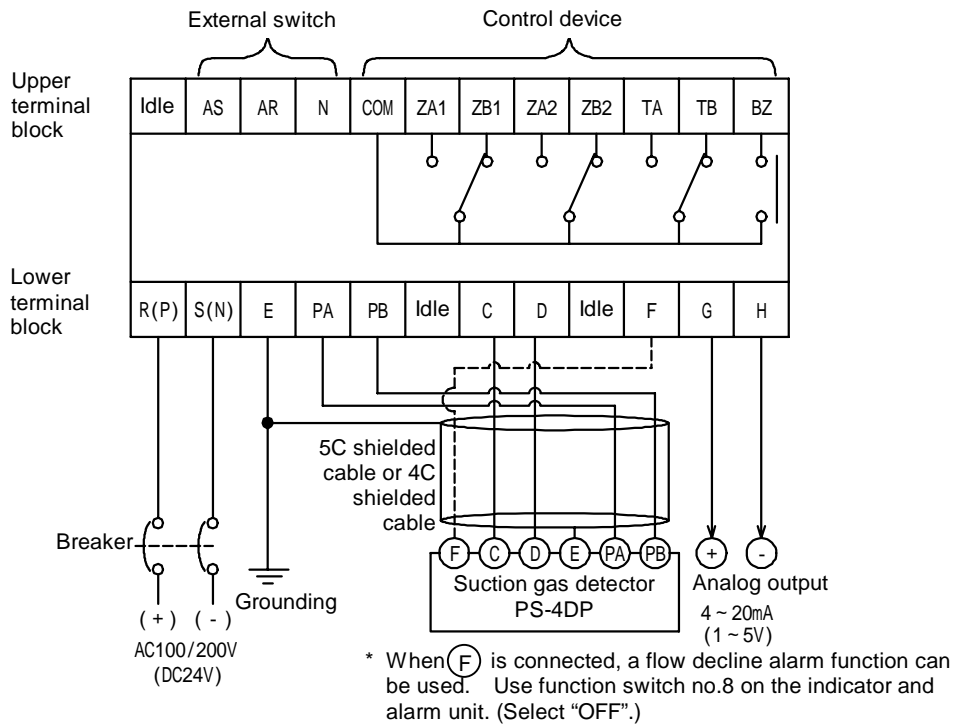 External switch
Control device
Upper
terminal
block
Idle AS AR N COM ZA1 ZB1 ZA2 ZB2 TA TB BZ
Lower
terminal
block
R(P) S(N) E PA PB Idle C D Idle F G H
5C shielded
cable or 4C
shielded
cable
Breaker
F C D E PA PB + -
Grounding
Suction gas detector
PS-4DP
Analog output
4 ~ 20mA
(1 ~ 5V)
(+) (-)
AC100/200V
(DC24V)
* When F is connected, a flow decline alarm function can
be used. Use function switch no.8 on the indicator and
alarm unit. (Select “OFF”.)